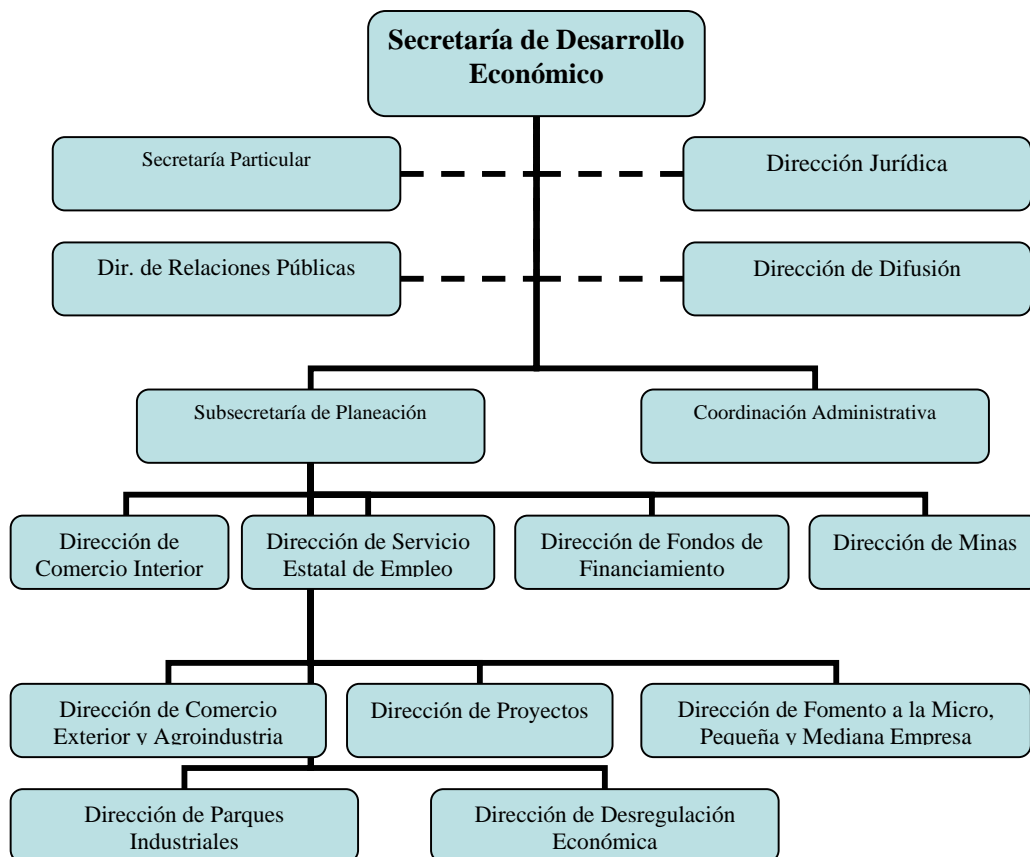 Secretaría de Desarrollo
Económico
Secretaría Particular
Dirección Jurídica
Dir. de Relaciones Públicas
Dirección de Difusión
Subsecretaría de Planeación
Coordinación Administrativa
Dirección de
Comercio Interior
Dirección de Servicio
Estatal de Empleo
Dirección de Fondos de
Financiamiento
Dirección de Minas
Dirección de Comercio
Exterior y Agroindustria
Dirección de Proyectos
Dirección de Fomento a la Micro,
Pequeña y Mediana Empresa
Dirección de Parques
Industriales
Dirección de Desregulación
Económica